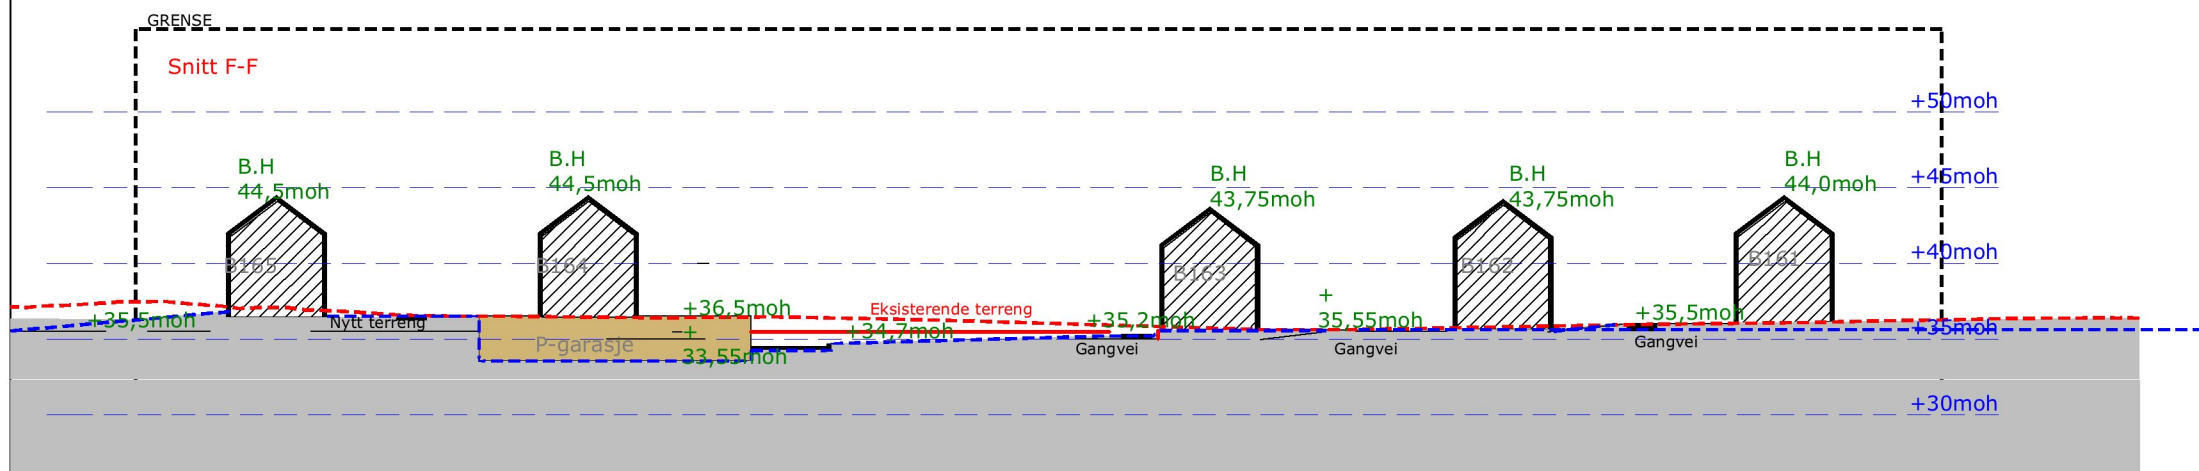 GRENSE
Snitt F-F
+50moh
B.H
44,5moh
B.H
44,5moh
B.H
43,75moh
B.H
43,75moh
B.H
44,0moh
+45moh
+40moh
B165
B164
B163
B162
B161
+35,5moh
Nytt terreng
+36,5moh
Eksisterende terreng
+
33,55moh
P-garasje
+34,7moh
+35,2moh
Gangvei
+
35,55moh
Gangvei
+35,5moh
Gangvei
+35moh
+30moh